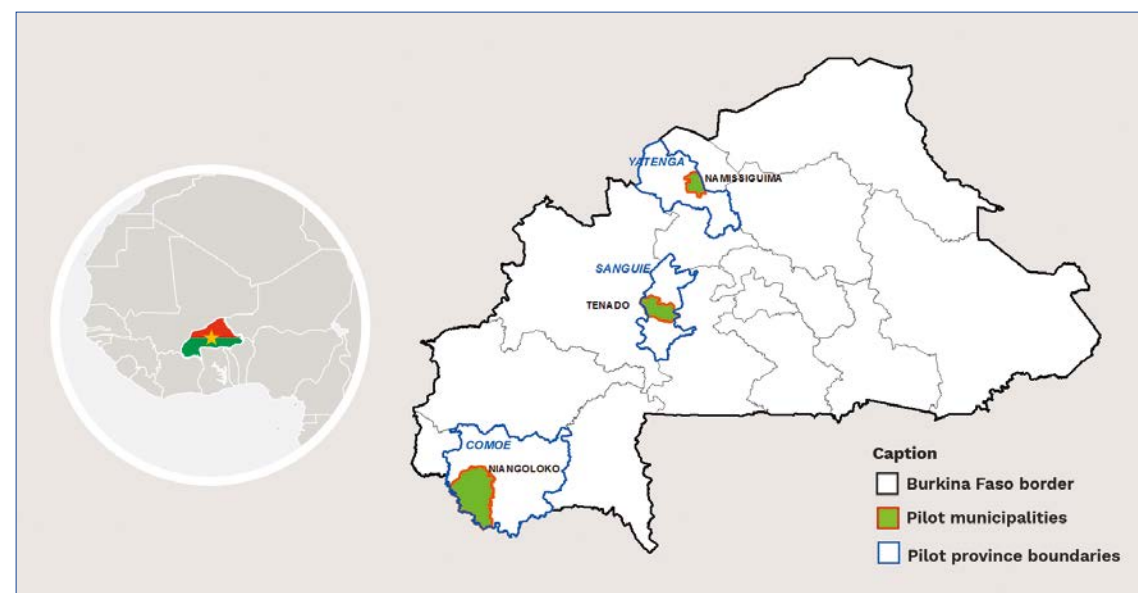 YATENGA
NAMISSIGUIMA
SANGUIE
TENADO
COMOE
NIANGOLOKO
Caption
Burkina Faso border
Pilot municipalities
Pilot province boundaries